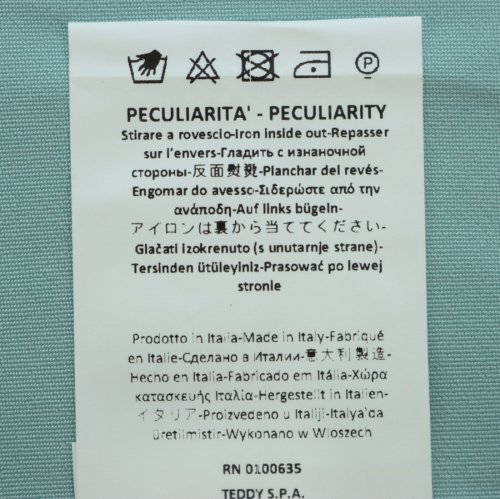 P
PECULIARITA' - PECULIARITY
Stirare a rovescio-Iron inside out-Repasser
sur l'envers-Гладить с изнаночной
стороны-反面熨烫-Planchar del revés-
Engomar do avesso-Σιδερώστε από την
ανάποδη-Auf links bügeln-
アイロンは裏から当ててください-
Glačati izokrenuto (s unutarnje strane)-
Tersinden ütüleyiniz-Prasować po lewej
stronie
Prodotto in Italia-Made in Italy-Fabriqué
en Italie-Сделано в Италии-意大利製造-
Hecho en Italia-Fabricado em Itália-Χώρα
κατασκευής Ιταλία-Hergestellt in Italien-
イタリア-Proizvedeno u Italiji-Italya'da
üretilmistir-Wykonano w Wloszech
RN 0100635
TEDDY S.P.A.